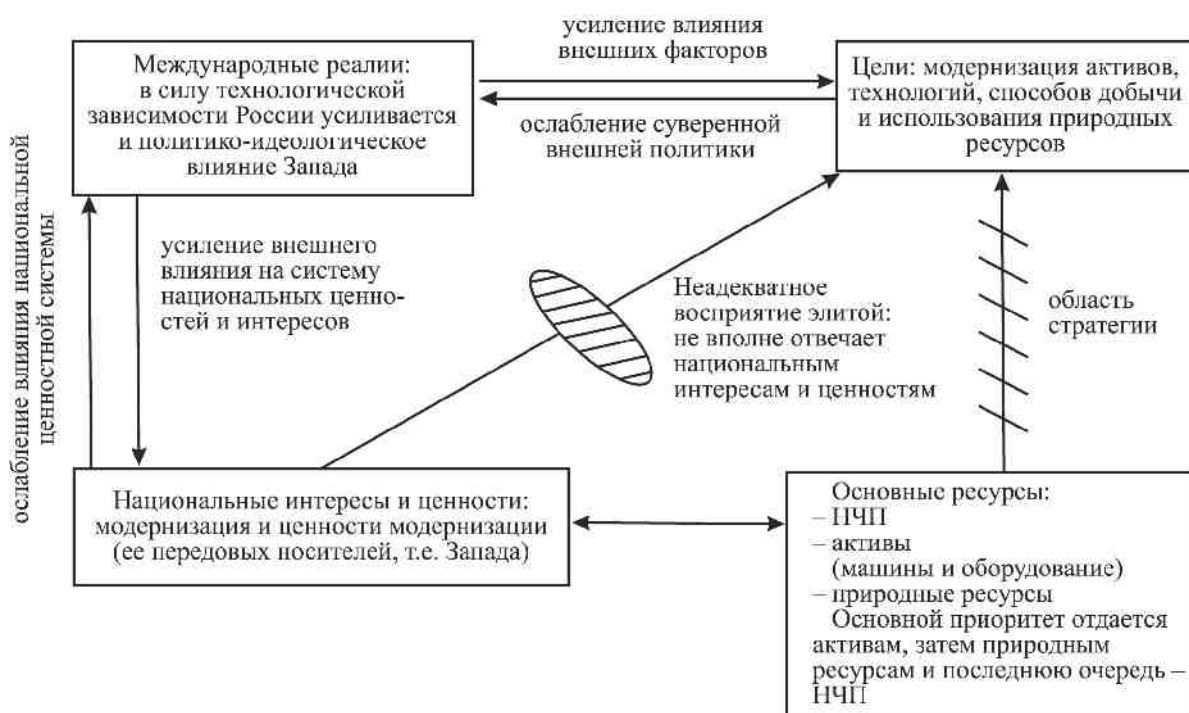 усиление влияния
внешних факторов
Международные реалии:
в силу технологической
зависимости России усиливается
и политико-идеологическое
влияние Запада
Цели: модернизация активов,
технологий, способов добычи
и использования природных
ресурсов
ослабление суверенной
внешней политики
ослабление влияния национальной
ценностной системы
усиление внешнего
влияния на систему
национальных ценно-
стей и интересов
Неадекватное
восприятие элитой:
не вполне отвечает
национальным
интересам и ценностям
область
стратегии
Национальные интересы и ценности:
модернизация и ценности модернизации
(ее передовых носителей, т.е. Запада)
Основные ресурсы:
– НЧП
– активы
(машины и оборудование)
– природные ресурсы
Основной приоритет отдается
активам, затем природным
ресурсам и последнюю очередь –
НЧП